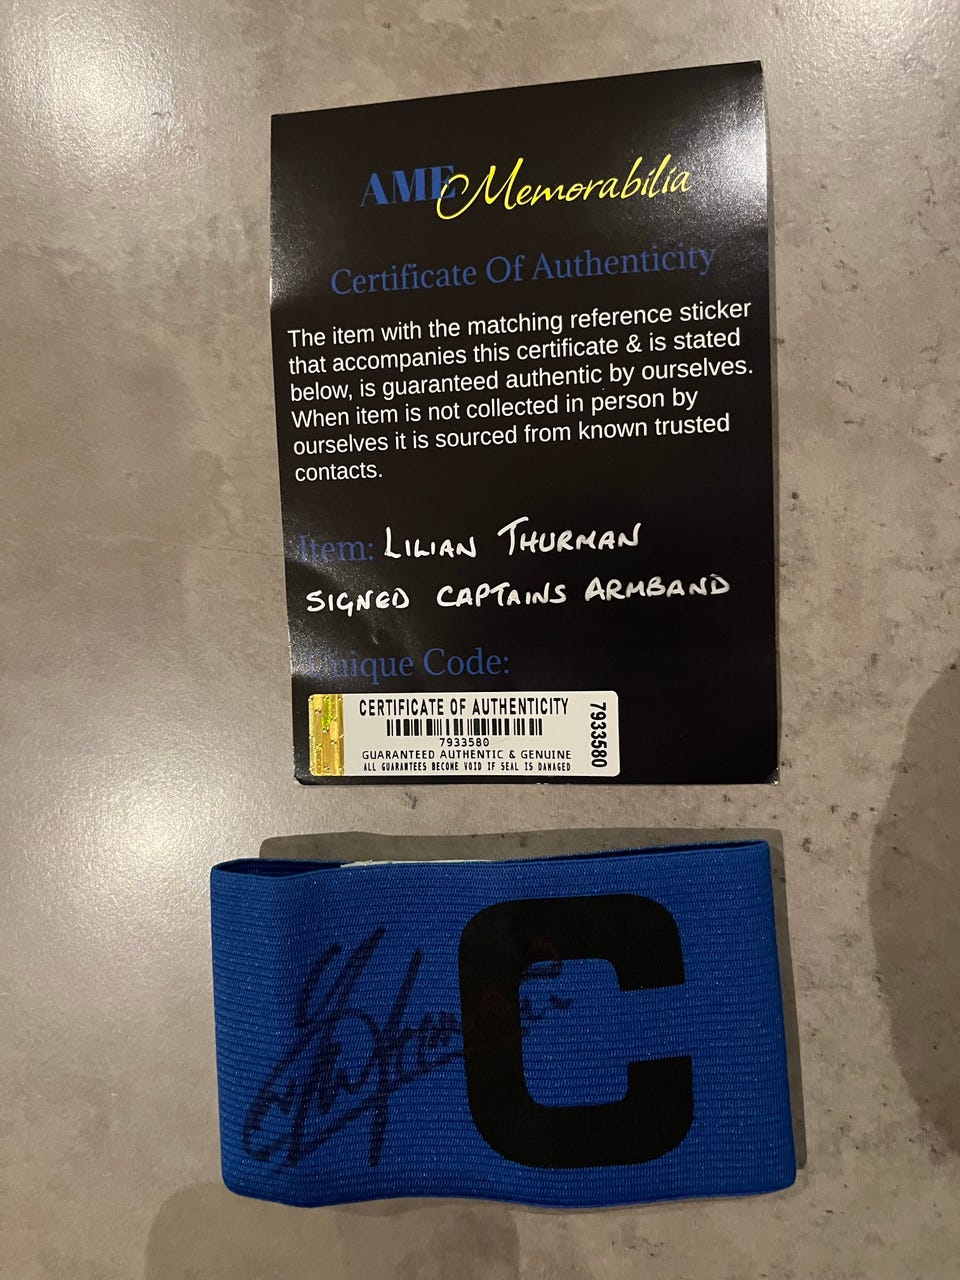 AME Memorabilia
Certificate Of Authenticity
The item with the matching reference sticker
that accompanies this certificate & is stated
below, is guaranteed authentic by ourselves.
When item is not collected in person by
ourselves it is sourced from known trusted
contacts.
Item: LILIAN THURMAN
SIGNED CAPTAINS ARMBAND
Unique Code:
CERTIFICATE OF AUTHENTICITY
7933580
GUARANTEED AUTHENTIC & GENUINE
ALL GUARANTEES BECOME VOID IF SEAL IS DAMAGED
7933580
C